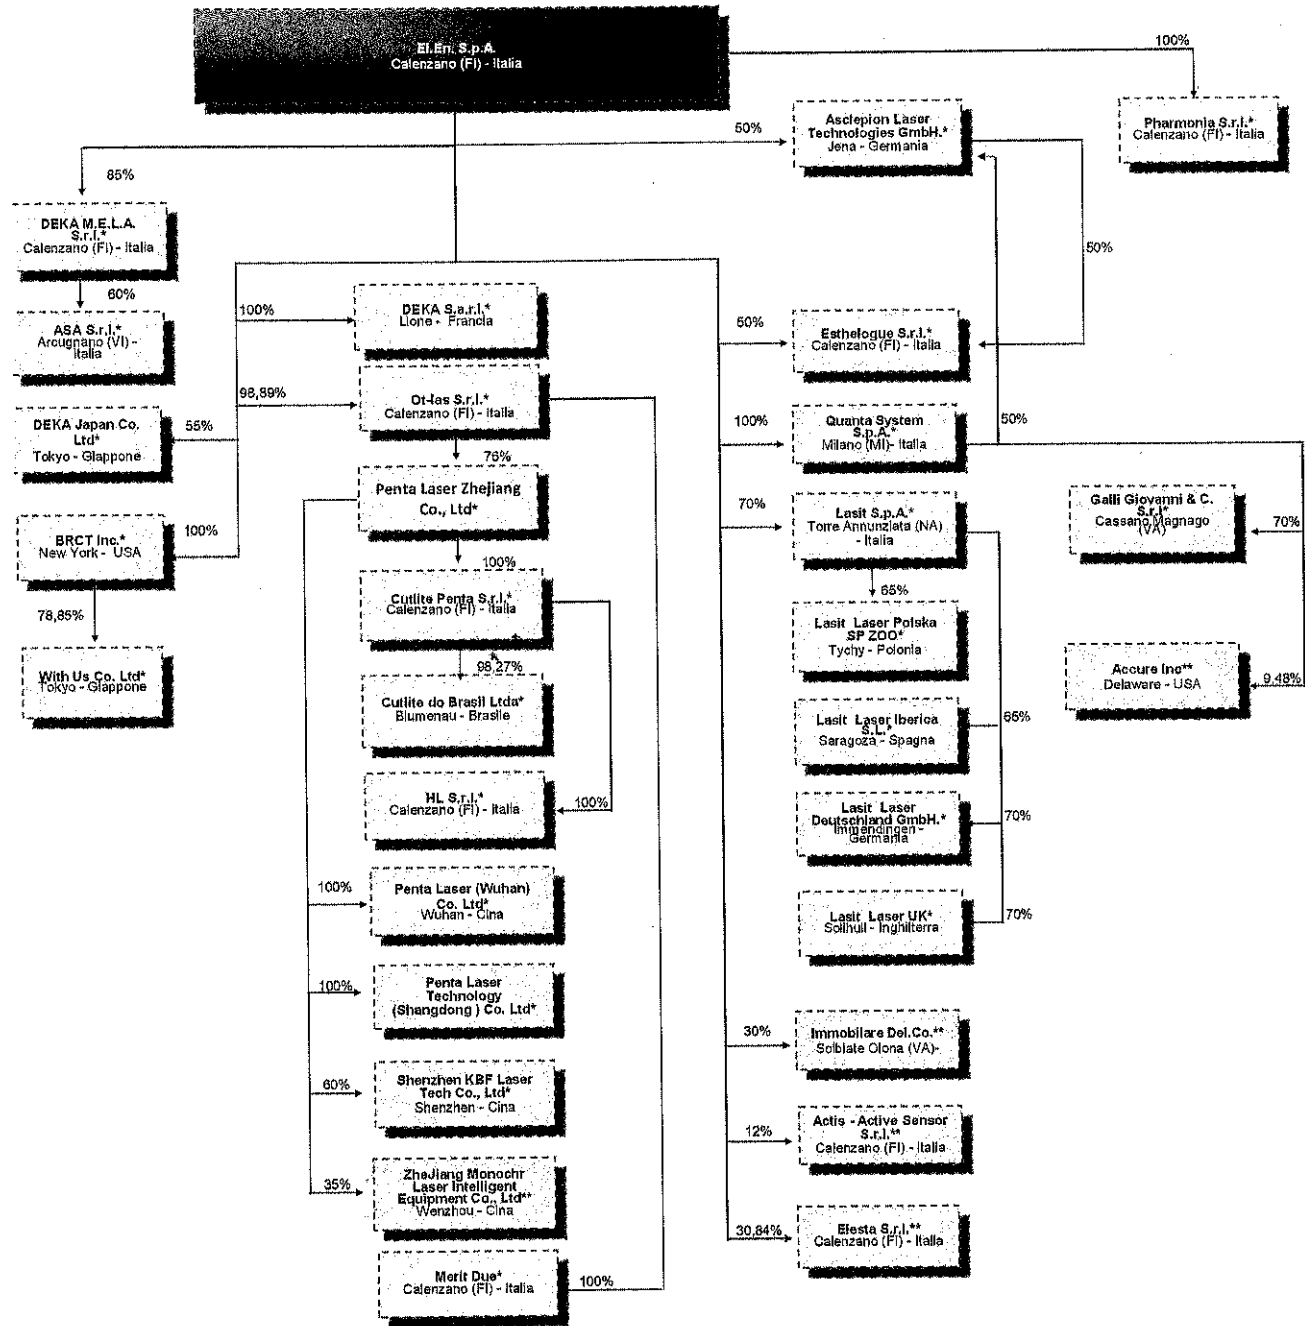 El.En. S.p.A.
Calenzano (FI) - Italia
100%
Pharmonia S.r.l.*
Calenzano (FI) - Italia
50%
Asclepion Laser
Technologies GmbH.*
Jena - Germania
50%
85%
DEKA M.E.L.A.
S.r.l.*
Calenzano (FI) - Italia
60%
ASA S.r.l.*
Arcugnano (VI) -
Italia
DEKA Japan Co.
Ltd*
Tokyo - Giappone
55%
BRCT Inc.*
New York - USA
100%
78,85%
With Us Co. Ltd*
Tokyo - Giappone
100%
DEKA S.a.r.l.*
Lione - Francia
98,89%
Ot-las S.r.l.*
Calenzano (FI) - Italia
76%
Penta Laser Zhejiang
Co., Ltd*
100%
Cutlite Penta S.r.l.*
Calenzano (FI) - Italia
98,27%
Cutlite do Brasil Ltda*
Blumenau - Brasile
HL S.r.l.*
Calenzano (FI) - Italia
100%
100%
Penta Laser (Wuhan)
Co. Ltd*
Wuhan - Cina
100%
Penta Laser
Technology
(Shangdong ) Co. Ltd*
60%
Shenzhen KBF Laser
Tech Co., Ltd*
Shenzhen - Cina
35%
ZheJiang Monochr
Laser Intelligent
Equipment Co., Ltd**
Wenzhou - Cina
Merit Due*
Calenzano (FI) - Italia
100%
50%
Esthelogue S.r.l.*
Calenzano (FI) - Italia
100%
Quanta System
S.p.A.*
Milano (MI)- Italia
50%
70%
Lasit S.p.A.*
Torre Annunziata (NA)
- Italia
65%
Lasit Laser Polska
SP ZOO*
Tychy - Polonia
Lasit Laser Iberica
S.L.*
Saragoza - Spagna
65%
Lasit Laser
Deutschland GmbH.*
Immendingen -
Germania
70%
Lasit Laser UK*
Solihull - Inghilterra
70%
Galli Giovanni & C.
S.r.l*
Cassano Magnago
(VA)
70%
Accure Inc**
Delaware - USA
9,48%
30%
Immobilare Del.Co.**
Solbiate Olona (VA)-
12%
Actis - Active Sensor
S.r.l.**
Calenzano (FI) - Italia
30,84%
Elesta S.r.l.**
Calenzano (FI) - Italia